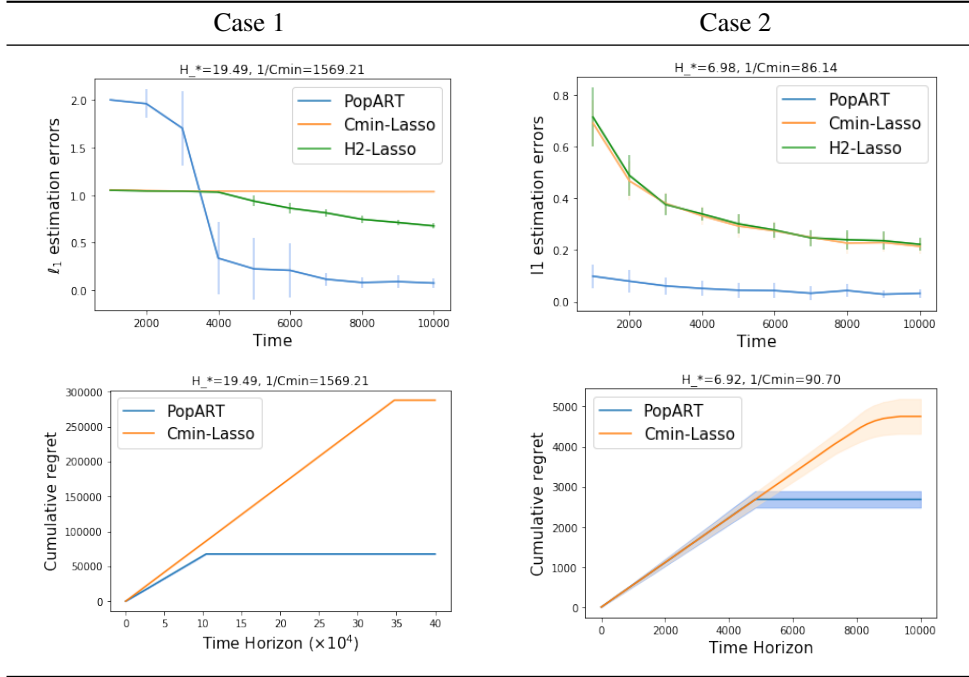 Case 1
Case 2
H_*=19.49, 1/Cmin=1569.21
ℓ₁ estimation errors
2.0
1.5
1.0
0.5
0.0
PopART
Cmin-Lasso
H2-Lasso
2000
4000
6000
8000
10000
Time
H_*=6.98, 1/Cmin=86.14
l1 estimation errors
0.8
0.6
0.4
0.2
0.0
PopART
Cmin-Lasso
H2-Lasso
2000
4000
6000
8000
10000
Time
H_*=19.49, 1/Cmin=1569.21
Cumulative regret
300000
250000
200000
150000
100000
50000
0
PopART
Cmin-Lasso
0
5
10
15
20
25
30
35
40
Time Horizon (×10⁴)
H_*=6.92, 1/Cmin=90.70
Cumulative regret
5000
4000
3000
2000
1000
0
PopART
Cmin-Lasso
0
2000
4000
6000
8000
10000
Time Horizon